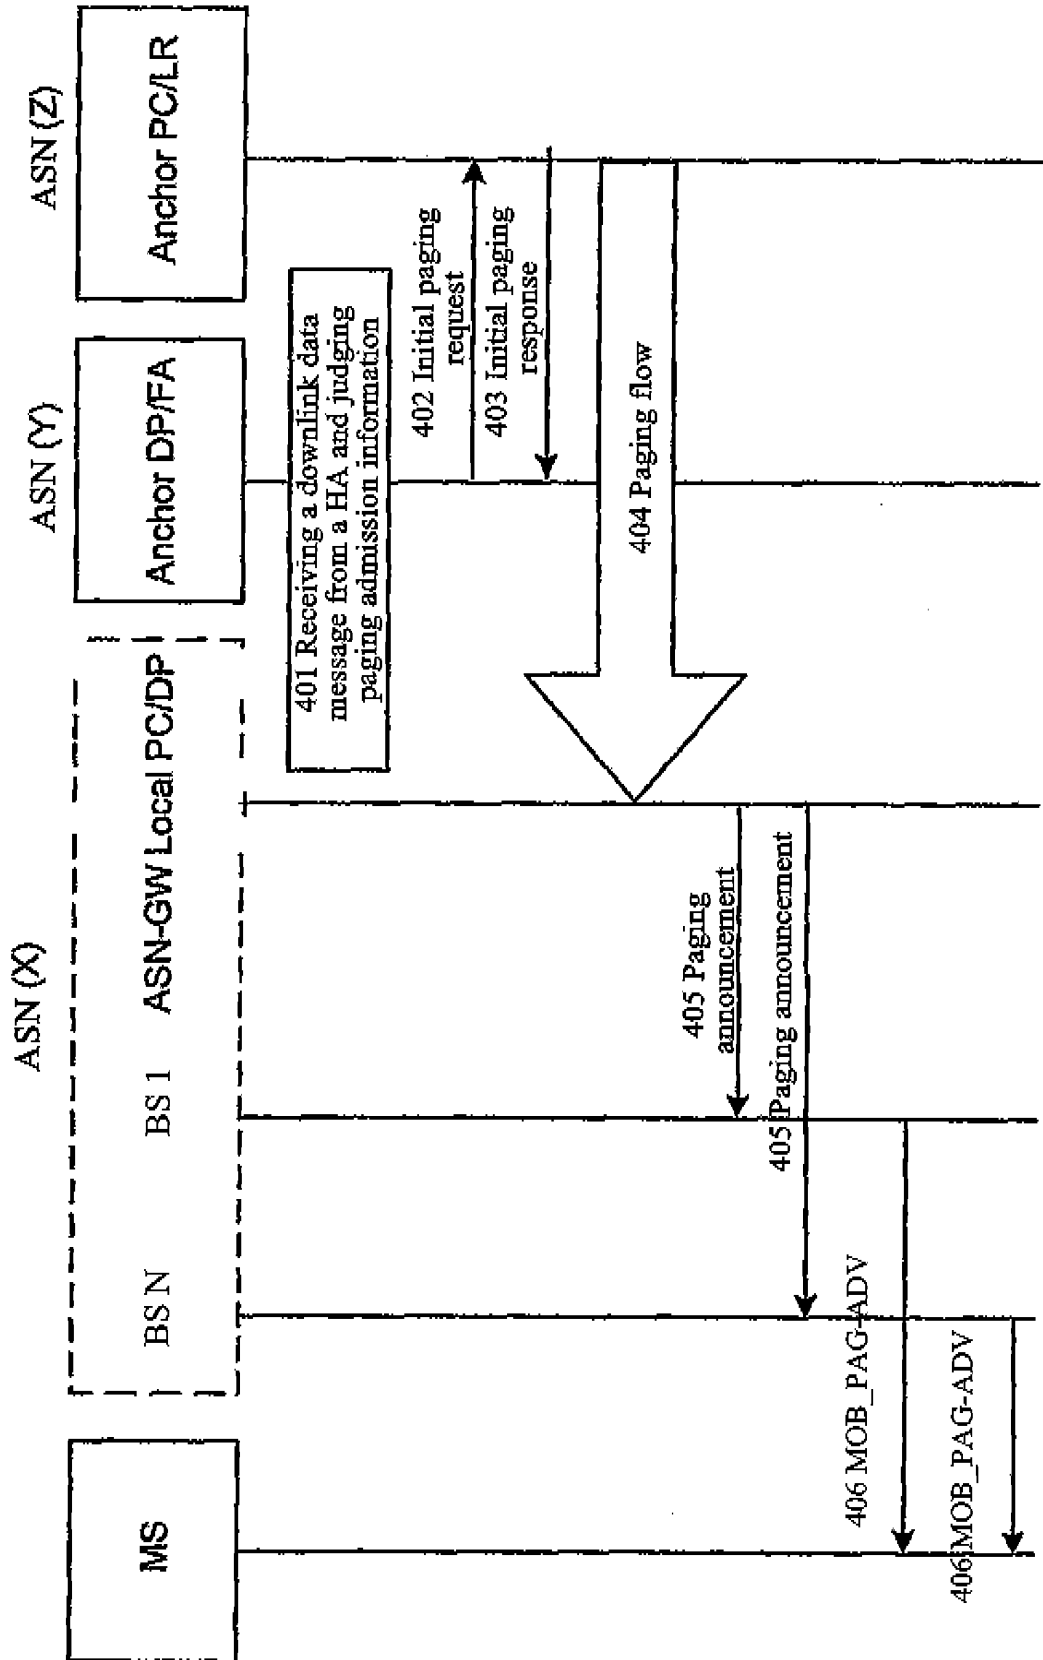 ASN (X)
ASN (Y)
ASN (Z)
MS
BS N
BS 1
ASN-GW Local PC/DP
Anchor DP/FA
Anchor PC/LR
401 Receiving a downlink data
message from a HA and judging
paging admission information
402 Initial paging
request
403 Initial paging
response
404 Paging flow
405 Paging
announcement
405 Paging announcement
406 MOB_PAG-ADV
406 MOB_PAG-ADV